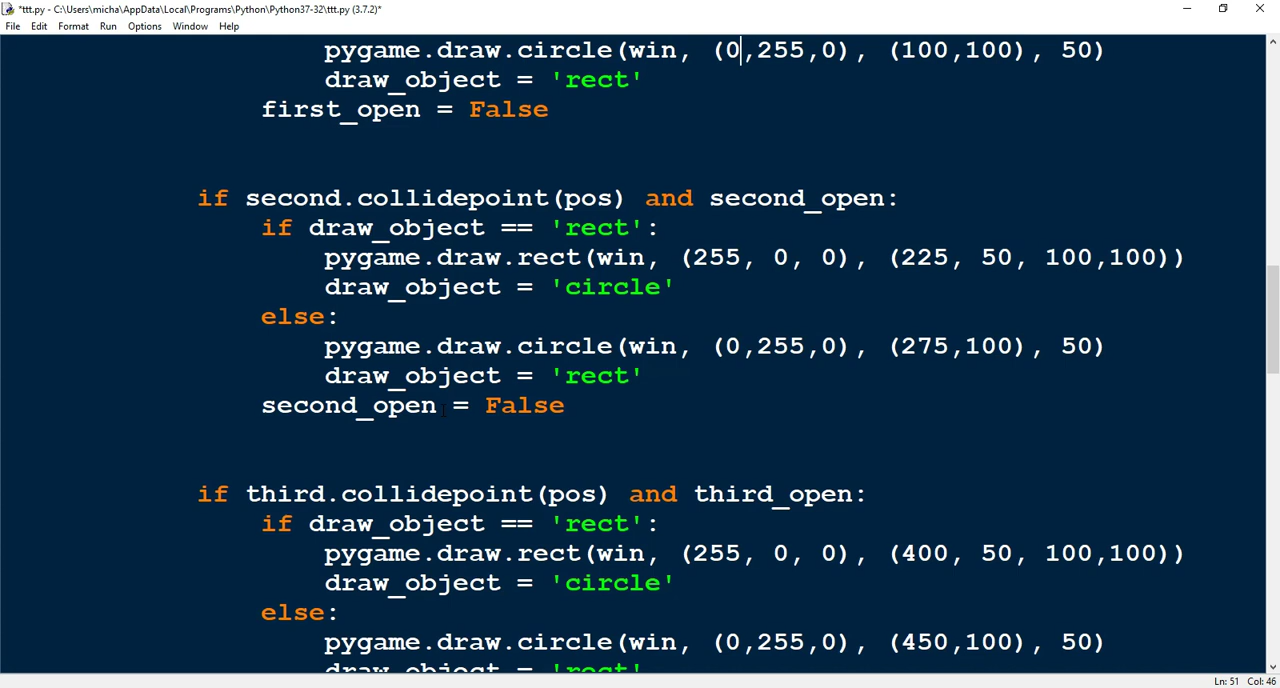 *ttt.py - C:\Users\micha\AppData\Local\Programs\Python\Python37-32\ttt.py (3.7.2)*
File Edit Format Run Options Window Help
pygame.draw.circle(win, (0,255,0), (100,100), 50)
draw_object = 'rect'
first_open = False
if second.collidepoint(pos) and second_open:
if draw_object == 'rect':
pygame.draw.rect(win, (255, 0, 0), (225, 50, 100,100))
draw_object = 'circle'
else:
pygame.draw.circle(win, (0,255,0), (275,100), 50)
draw_object = 'rect'
second_open = False
if third.collidepoint(pos) and third_open:
if draw_object == 'rect':
pygame.draw.rect(win, (255, 0, 0), (400, 50, 100,100))
draw_object = 'circle'
else:
pygame.draw.circle(win, (0,255,0), (450,100), 50)
draw_object = 'rect'
Ln: 51 Col: 46